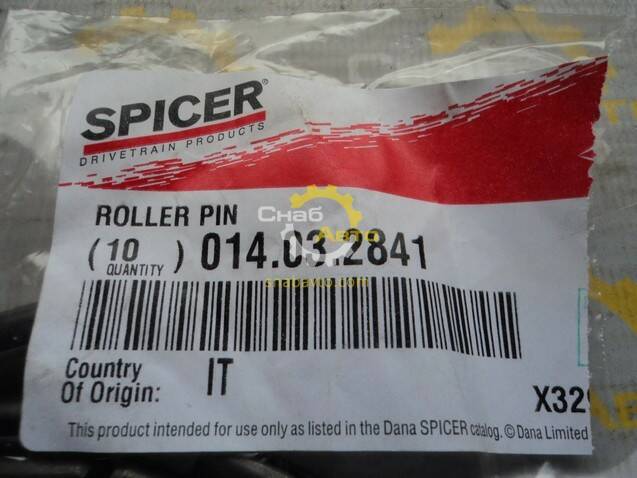 SPICER®
DRIVETRAIN PRODUCTS
ROLLER PIN
(10 QUANTITY) 014.03.2841
Снаб Авто
snabavto.com
Country
Of Origin: IT
X329
This product intended for use only as listed in the Dana SPICER catalog. © Dana Limited